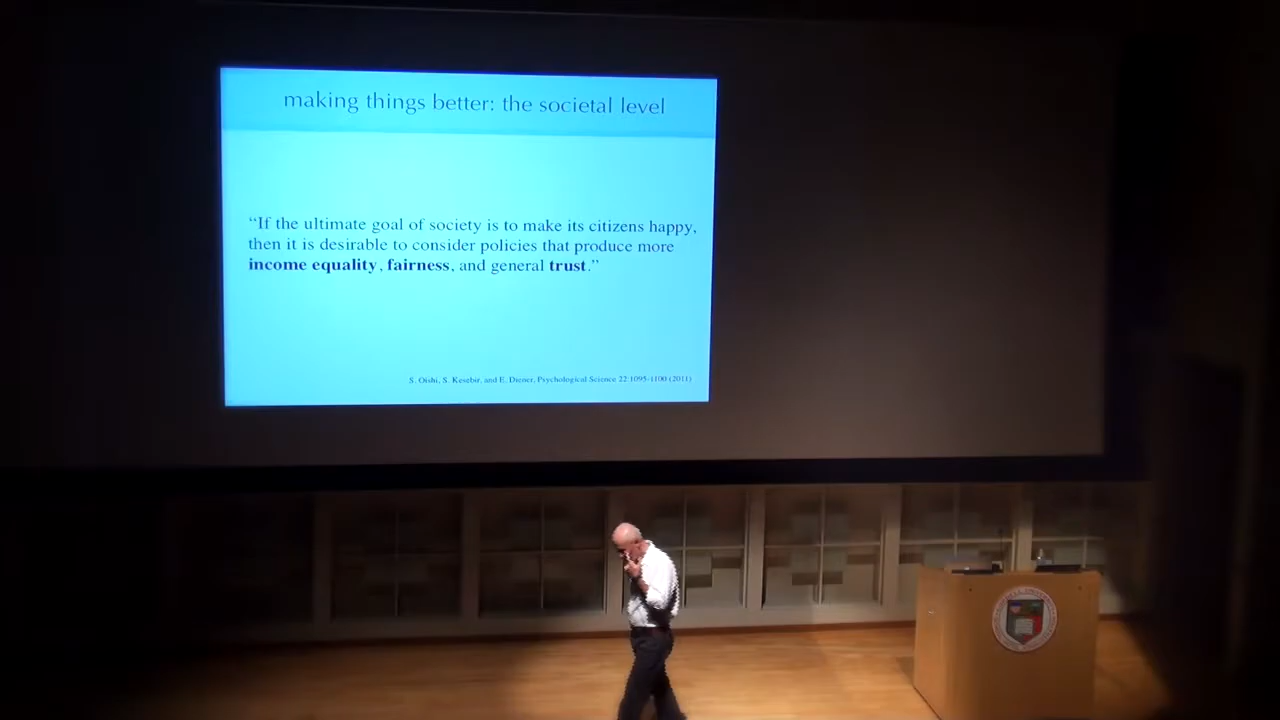 making things better: the societal level
“If the ultimate goal of society is to make its citizens happy,
then it is desirable to consider policies that produce more
income equality, fairness, and general trust.”
S. Oishi, S. Kesebir, and E. Diener, Psychological Science 22:1095-1100 (2011)